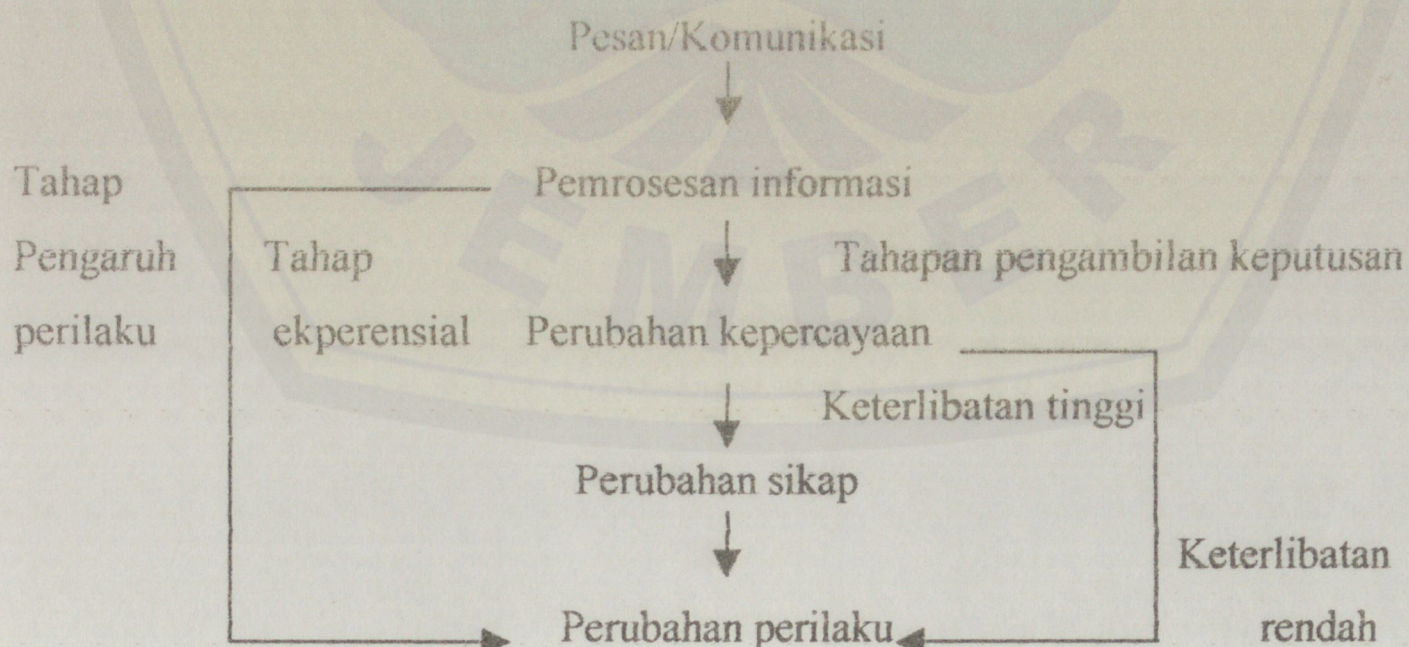 Pesan/Komunikasi
JEMBER
Tahap Pemrosesan informasi
Pengaruh Tahap Tahapan pengambilan keputusan
perilaku ekperensial Perubahan kepercayaan
Keterlibatan tinggi
Perubahan sikap
Keterlibatan
Perubahan perilaku rendah